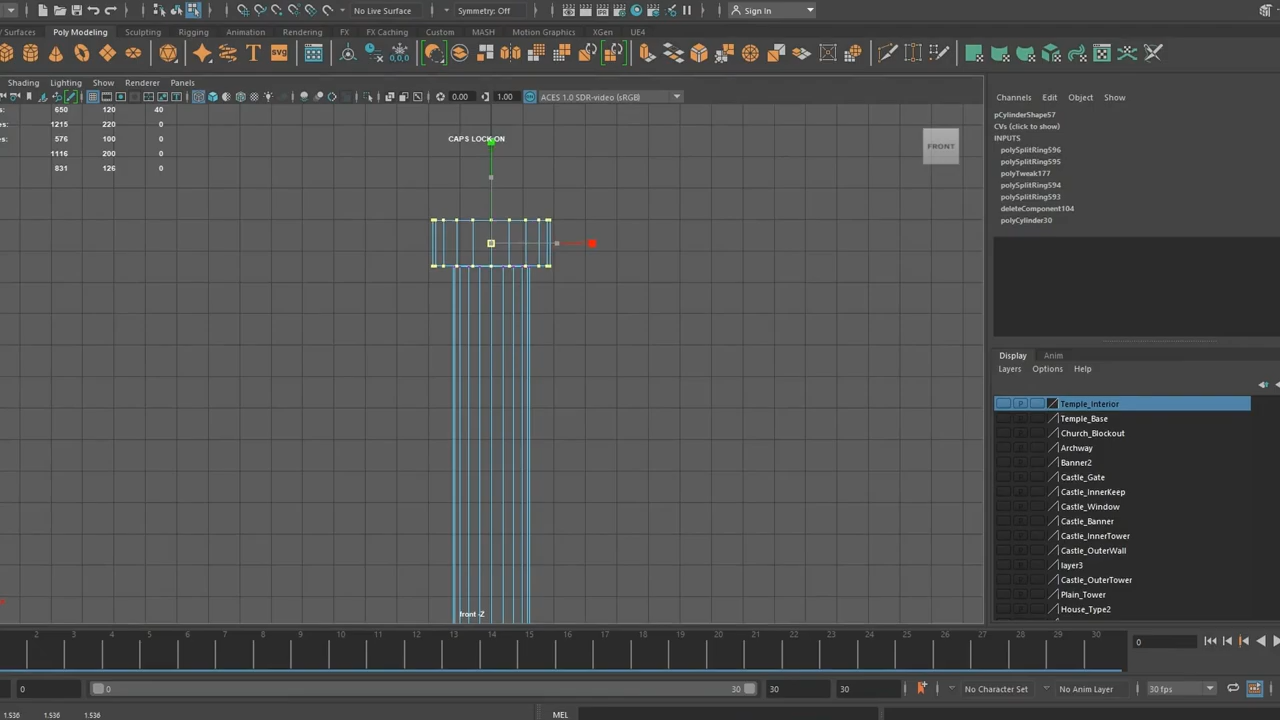 No Live Surface
Symmetry: Off
Sign In
Surfaces Poly Modeling Sculpting Rigging Animation Rendering FX FX Caching Custom MASH Motion Graphics XGen UE4
Shading Lighting Show Renderer Panels
0.00 1.00 ACES 1.0 SDR-video (sRGB)
650 120 40
1215 220 0
576 100 0
1116 200 0
831 126 0
CAPS LOCK ON
FRONT
front -Z
Channels Edit Object Show
pCylinderShape57
CVs (click to show)
INPUTS
polySplitRing596
polySplitRing595
polyTweak177
polySplitRing594
polySplitRing593
deleteComponent104
polyCylinder30
Display Anim
Layers Options Help
Temple_Interior
Temple_Base
Church_Blockout
Archway
Banner2
Castle_Gate
Castle_InnerKeep
Castle_Window
Castle_Banner
Castle_InnerTower
Castle_OuterWall
layer3
Castle_OuterTower
Plain_Tower
House_Type2
2 3 4 5 6 7 8 9 10 11 12 13 14 15 16 17 18 19 20 21 22 23 24 25 26 27 28 29 30
0
0 0 30 30 30 No Character Set No Anim Layer 30 fps
1.536 1.536 1.536 MEL